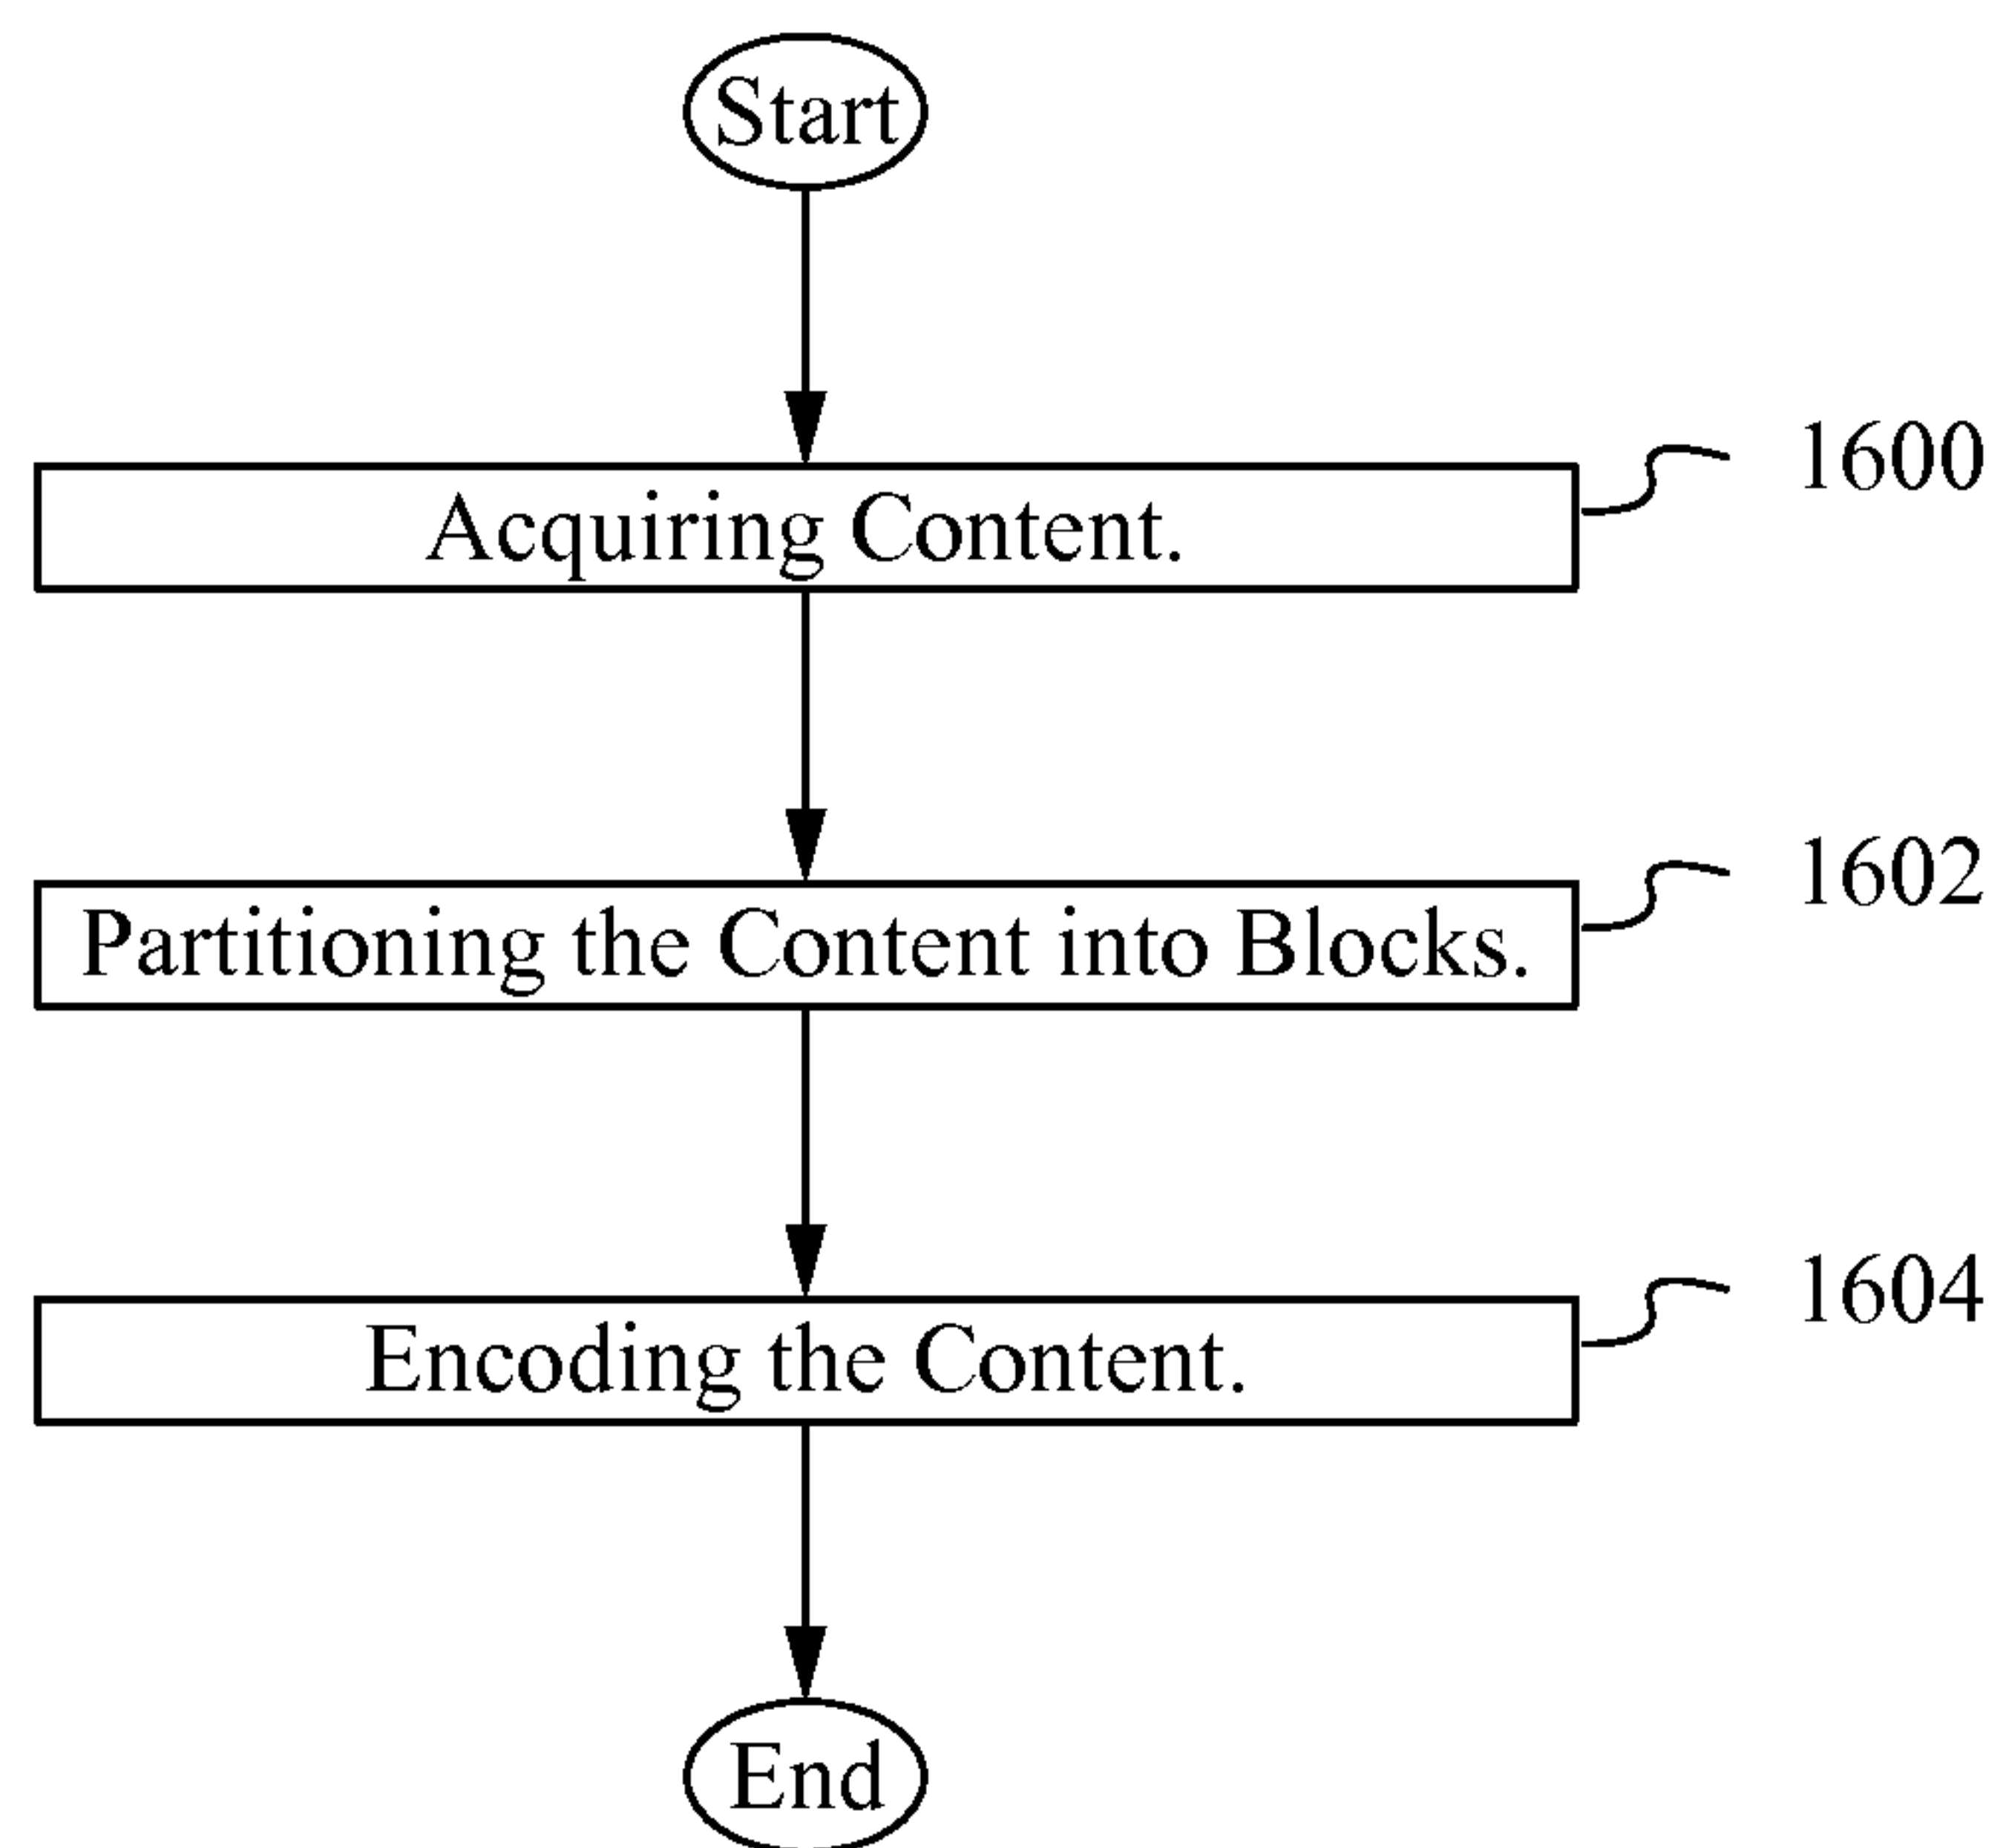 Start
Acquiring Content.
1600
Partitioning the Content into Blocks.
1602
Encoding the Content.
1604
End